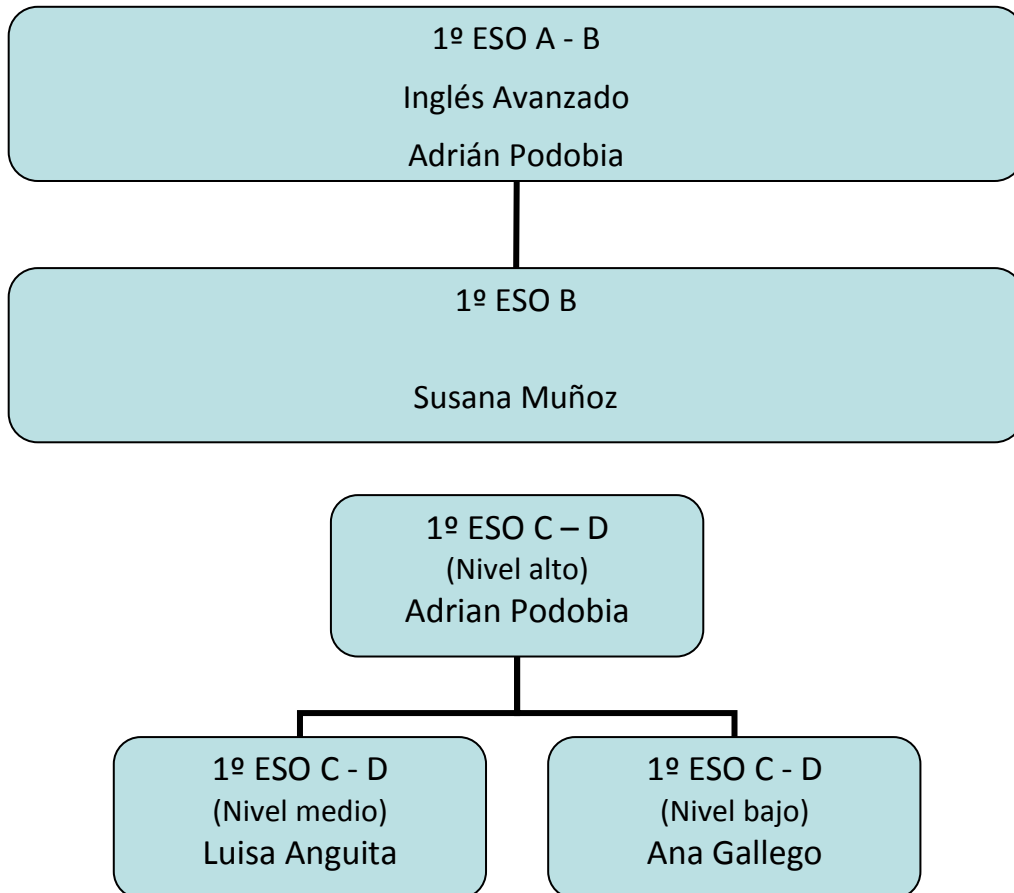 1º ESO A - B
Inglés Avanzado
Adrián Podobia
1º ESO B
Susana Muñoz
1º ESO C – D
(Nivel alto)
Adrian Podobia
1º ESO C - D
(Nivel medio)
Luisa Anguita
1º ESO C - D
(Nivel bajo)
Ana Gallego